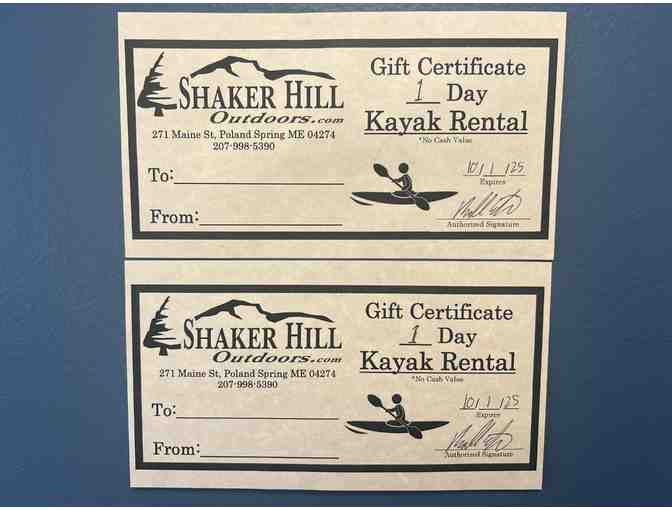 SHAKER HILL
Outdoors.com
271 Maine St, Poland Spring ME 04274
207-998-5390
To:
From:
Gift Certificate
1 Day
Kayak Rental
*No Cash Value
10/1/25
Expires
Authorized Signature
SHAKER HILL
Outdoors.com
271 Maine St, Poland Spring ME 04274
207-998-5390
To:
From:
Gift Certificate
1 Day
Kayak Rental
*No Cash Value
10/1/25
Expires
Authorized Signature